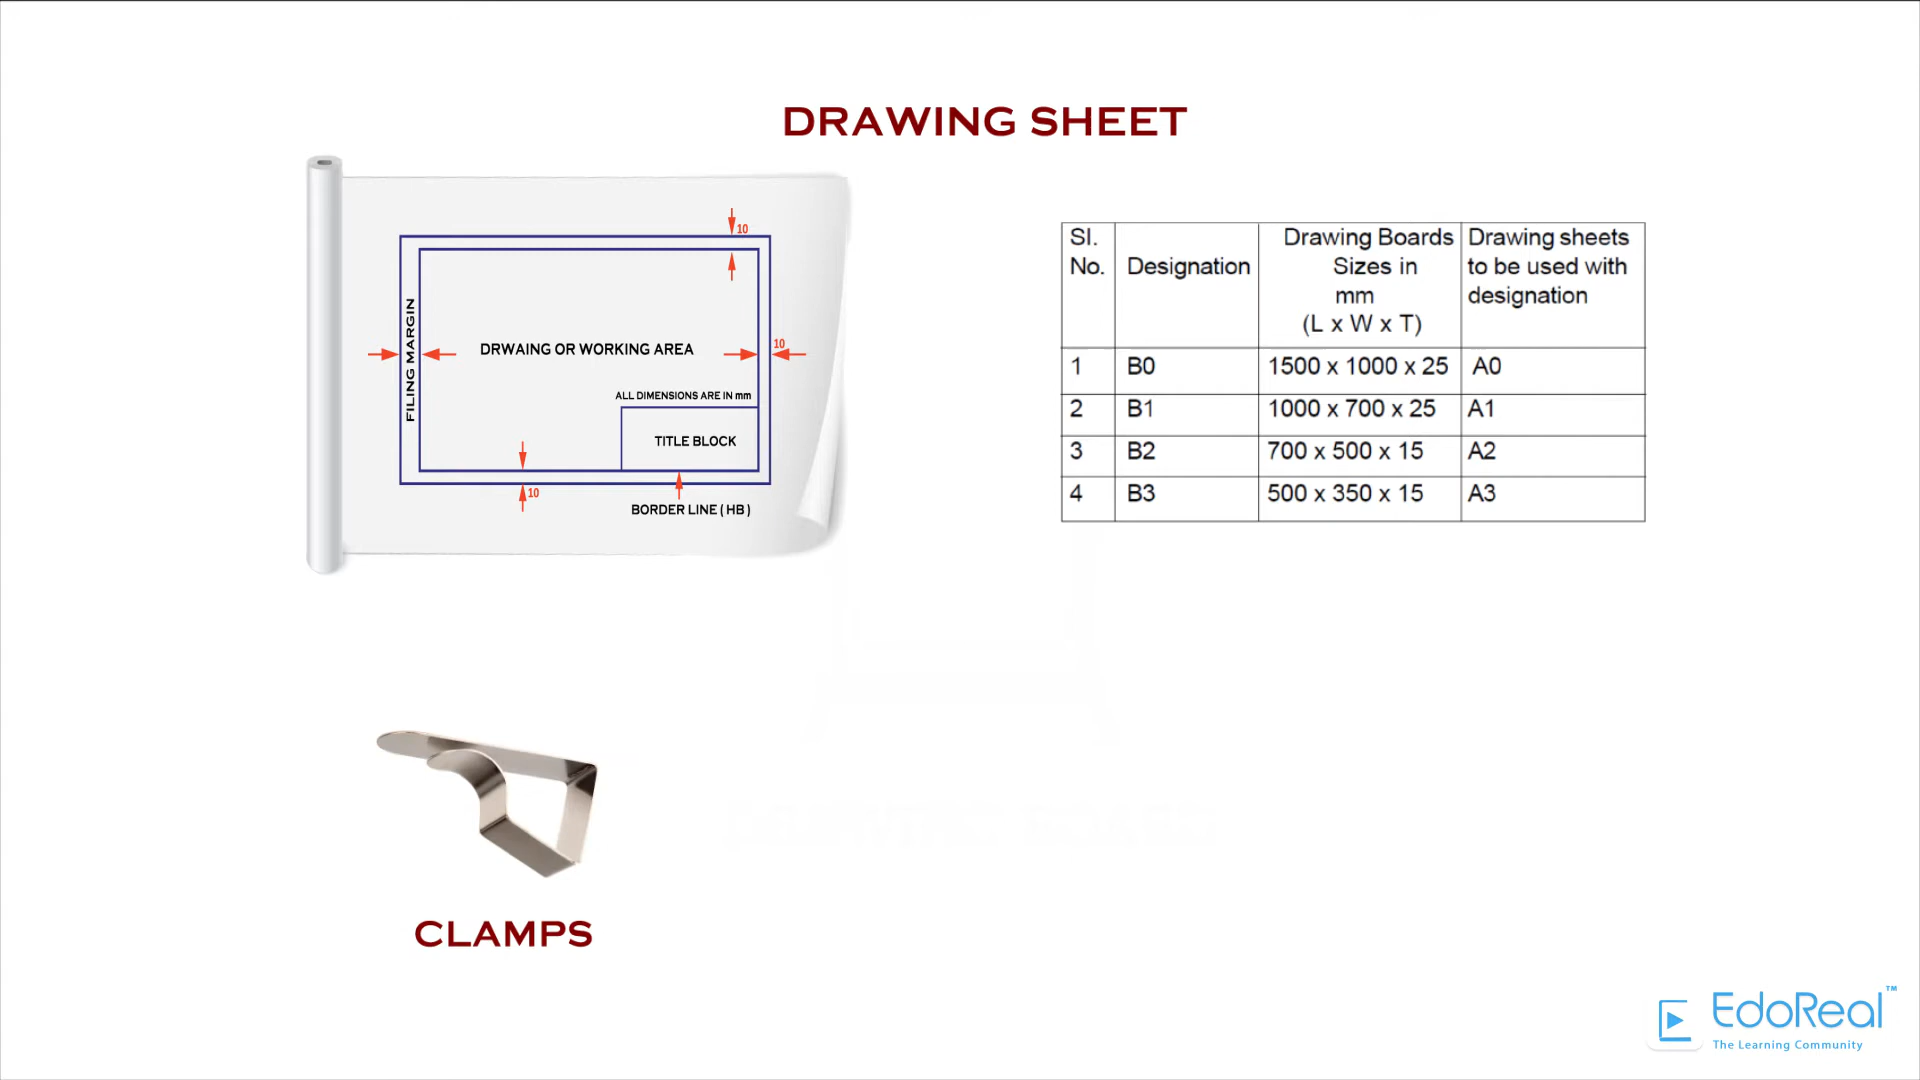 DRAWING SHEET
10
FILING MARGIN
DRWAING OR WORKING AREA
10
ALL DIMENSIONS ARE IN mm
TITLE BLOCK
10
BORDER LINE ( HB )
Sl. No. Designation Drawing Boards Sizes in mm (L x W x T) Drawing sheets to be used with designation
1 B0 1500 x 1000 x 25 A0
2 B1 1000 x 700 x 25 A1
3 B2 700 x 500 x 15 A2
4 B3 500 x 350 x 15 A3
CLAMPS
EdoReal™
The Learning Community